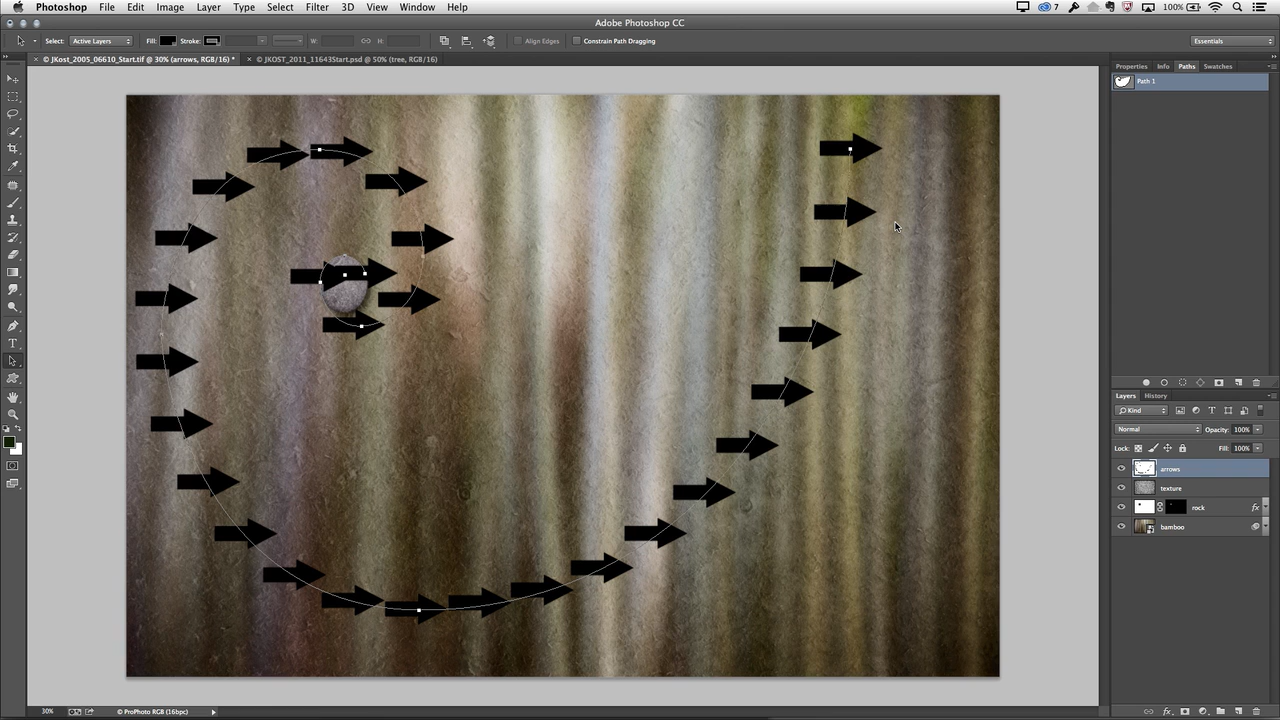 Photoshop File Edit Image Layer Type Select Filter 3D View Window Help
7 100%
Adobe Photoshop CC
Select: Active Layers Fill: Stroke: W: H: Align Edges Constrain Path Dragging Essentials
× © JKost_2005_06610_Start.tif @ 30% (arrows, RGB/16) * × © JKOST_2011_11643Start.psd @ 50% (tree, RGB/16)
Properties Info Paths Swatches
Path 1
Layers History
Kind
Normal Opacity: 100%
Lock: Fill: 100%
arrows
texture
rock fx
bamboo
30% © ProPhoto RGB (16bpc)
fx